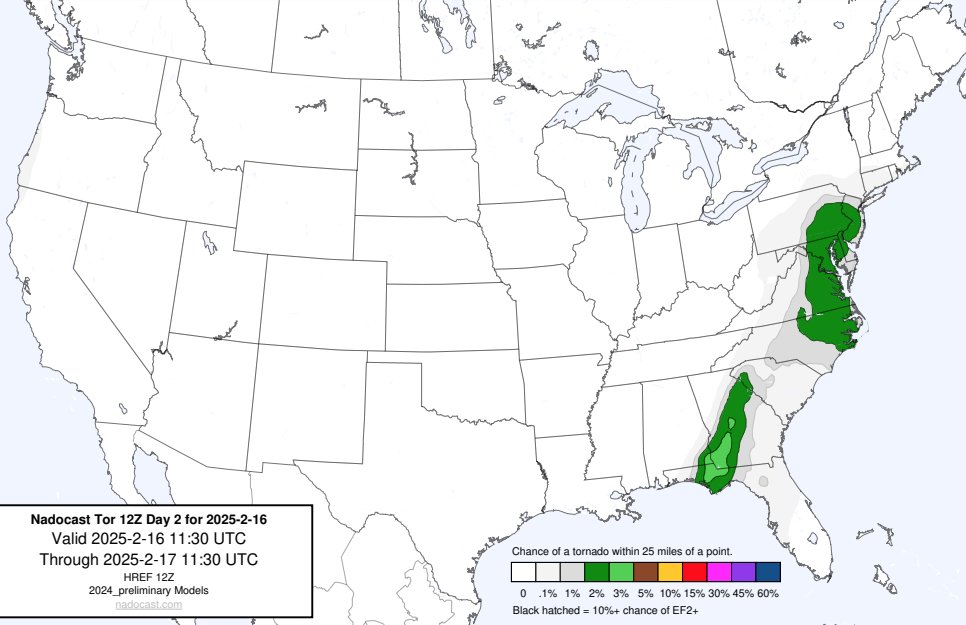 Nadocast Tor 12Z Day 2 for 2025-2-16
Valid 2025-2-16 11:30 UTC
Through 2025-2-17 11:30 UTC
HREF 12Z
2024_preliminary Models
nadocast.com
Chance of a tornado within 25 miles of a point.
0 .1% 1% 2% 3% 5% 10% 15% 30% 45% 60%
Black hatched = 10%+ chance of EF2+